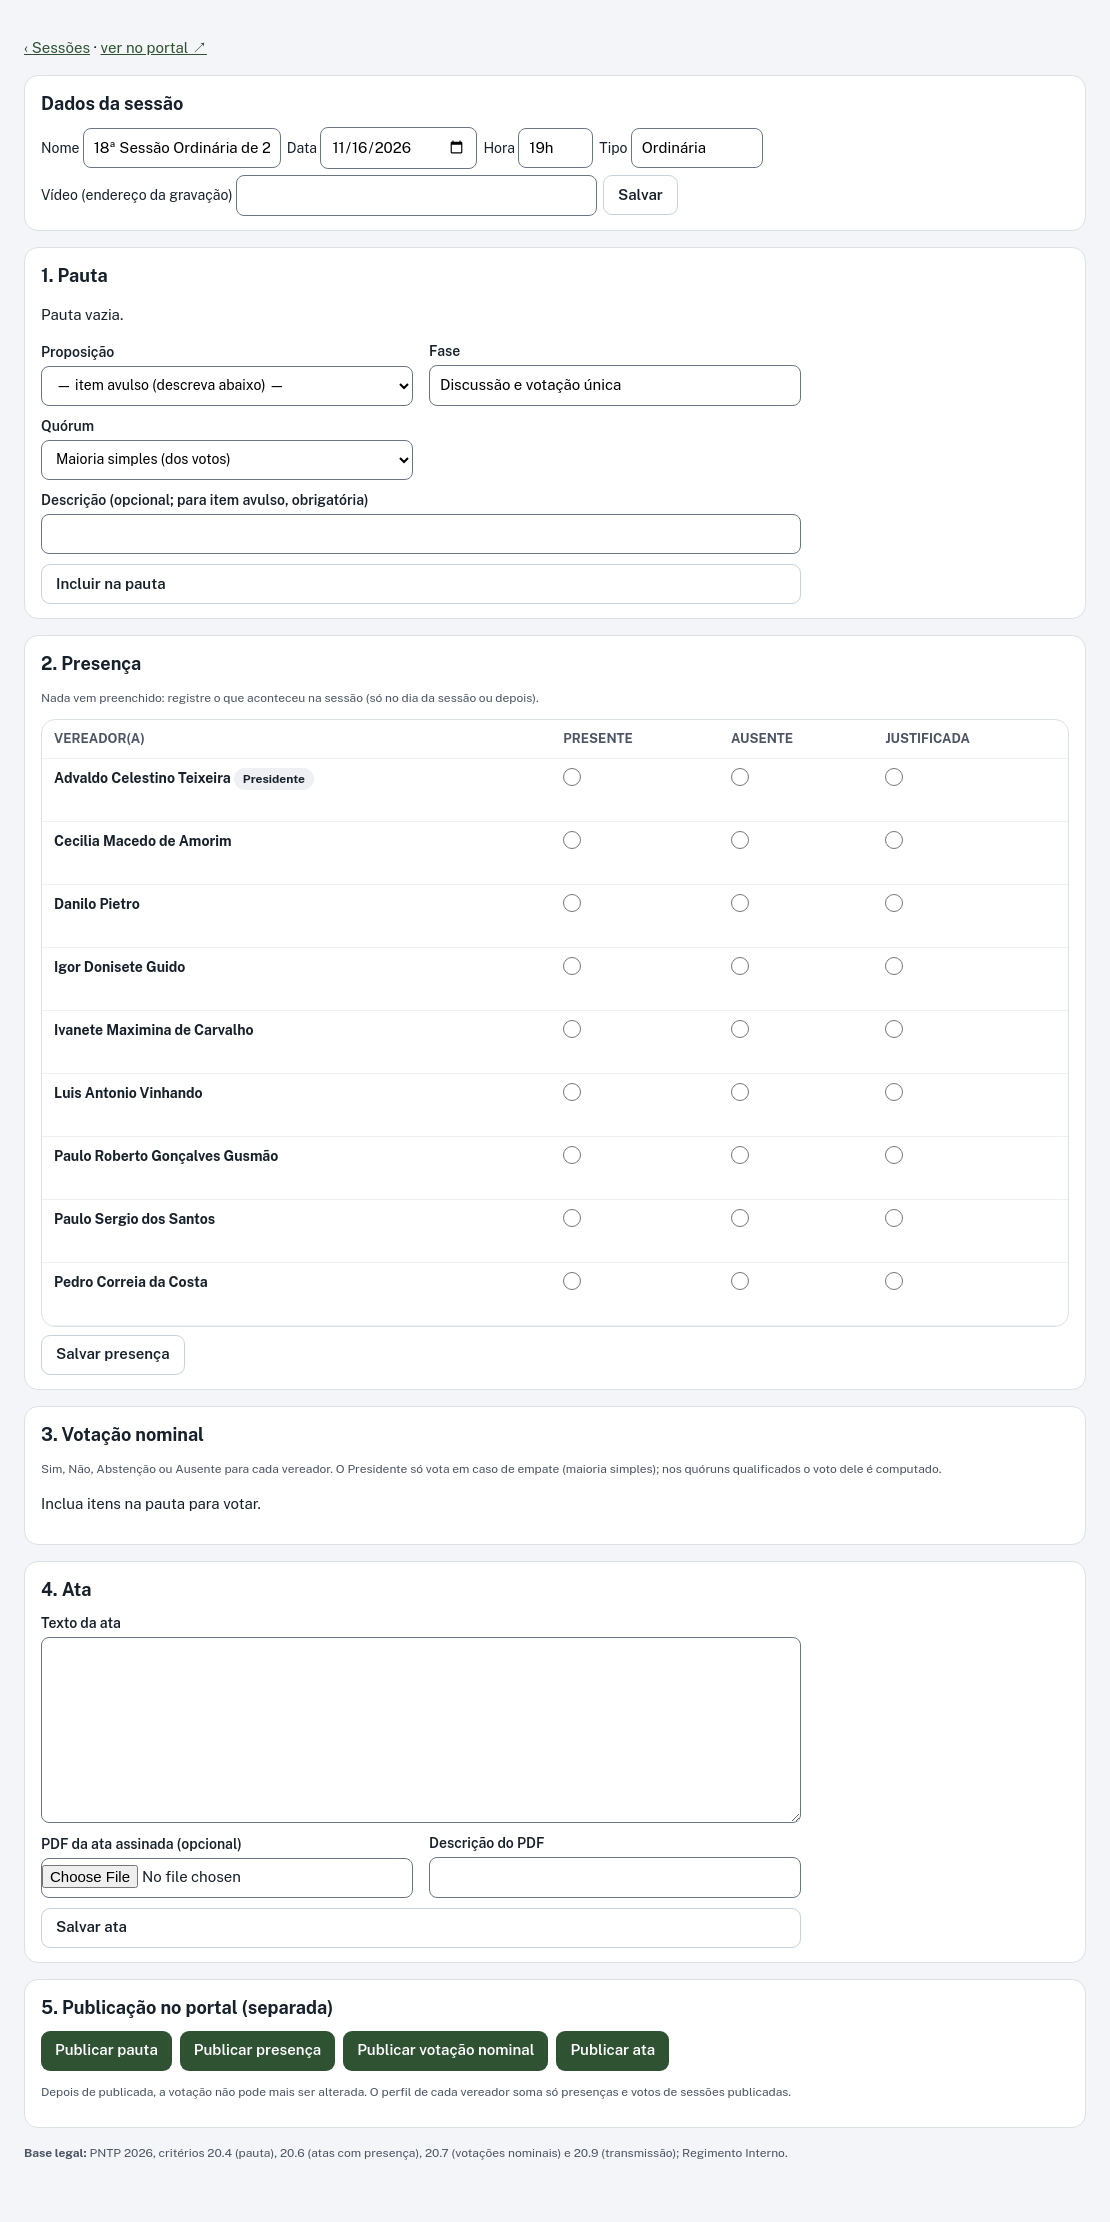 ‹ Sessões · ver no portal ↗
Dados da sessão
Nome 18ª Sessão Ordinária de 2 Data 11/16/2026 Hora 19h Tipo Ordinária
Vídeo (endereço da gravação) Salvar
1. Pauta
Pauta vazia.
Proposição Fase
— item avulso (descreva abaixo) — Discussão e votação única
Quórum
Maioria simples (dos votos)
Descrição (opcional; para item avulso, obrigatória)
Incluir na pauta
2. Presença
Nada vem preenchido: registre o que aconteceu na sessão (só no dia da sessão ou depois).
VEREADOR(A) PRESENTE AUSENTE JUSTIFICADA
Advaldo Celestino Teixeira Presidente
Cecilia Macedo de Amorim
Danilo Pietro
Igor Donisete Guido
Ivanete Maximina de Carvalho
Luis Antonio Vinhando
Paulo Roberto Gonçalves Gusmão
Paulo Sergio dos Santos
Pedro Correia da Costa
Salvar presença
3. Votação nominal
Sim, Não, Abstenção ou Ausente para cada vereador. O Presidente só vota em caso de empate (maioria simples); nos quóruns qualificados o voto dele é computado.
Inclua itens na pauta para votar.
4. Ata
Texto da ata
PDF da ata assinada (opcional) Descrição do PDF
Choose File No file chosen
Salvar ata
5. Publicação no portal (separada)
Publicar pauta Publicar presença Publicar votação nominal Publicar ata
Depois de publicada, a votação não pode mais ser alterada. O perfil de cada vereador soma só presenças e votos de sessões publicadas.
Base legal: PNTP 2026, critérios 20.4 (pauta), 20.6 (atas com presença), 20.7 (votações nominais) e 20.9 (transmissão); Regimento Interno.